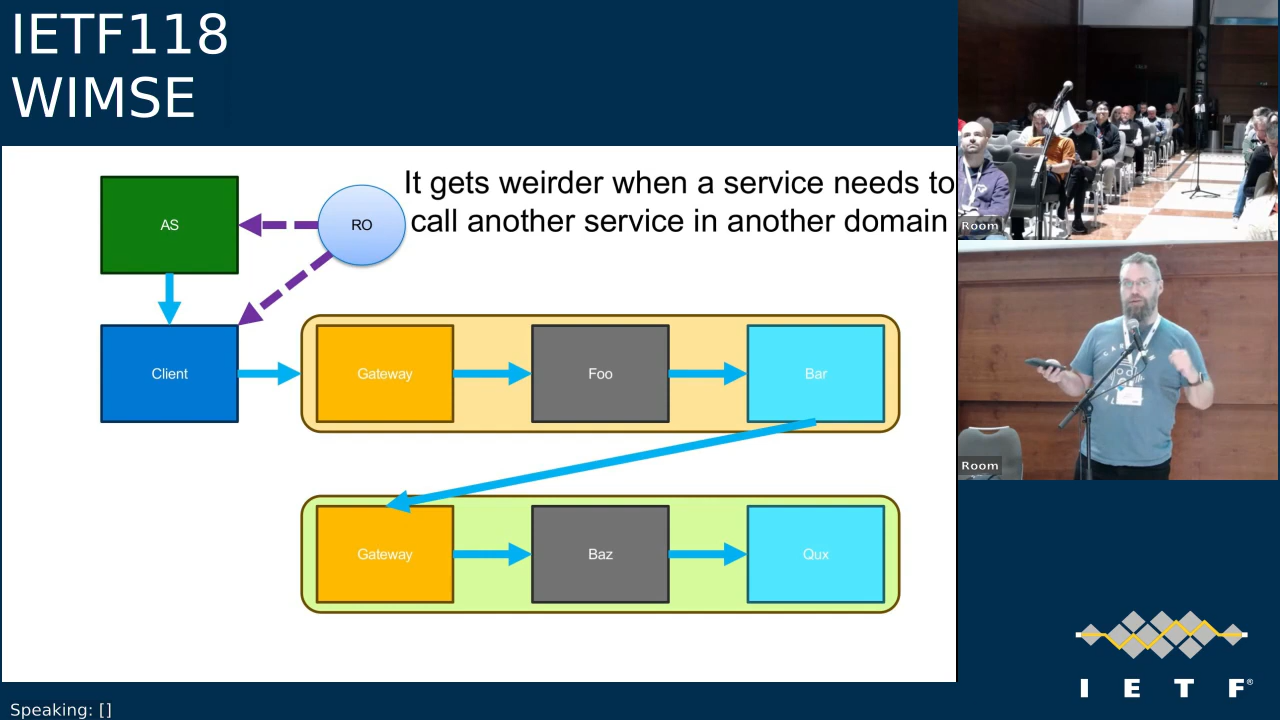 IETF118
WIMSE
It gets weirder when a service needs to
call another service in another domain
AS
RO
Client
Gateway
Foo
Bar
Gateway
Baz
Qux
Room
Room
I E T F®
Speaking: []